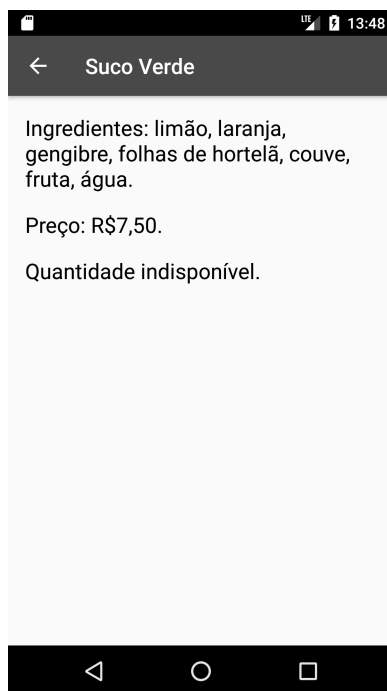 LTE 13:48
Suco Verde
Ingredientes: limão, laranja,
gengibre, folhas de hortelã, couve,
fruta, água.
Preço: R$7,50.
Quantidade indisponível.